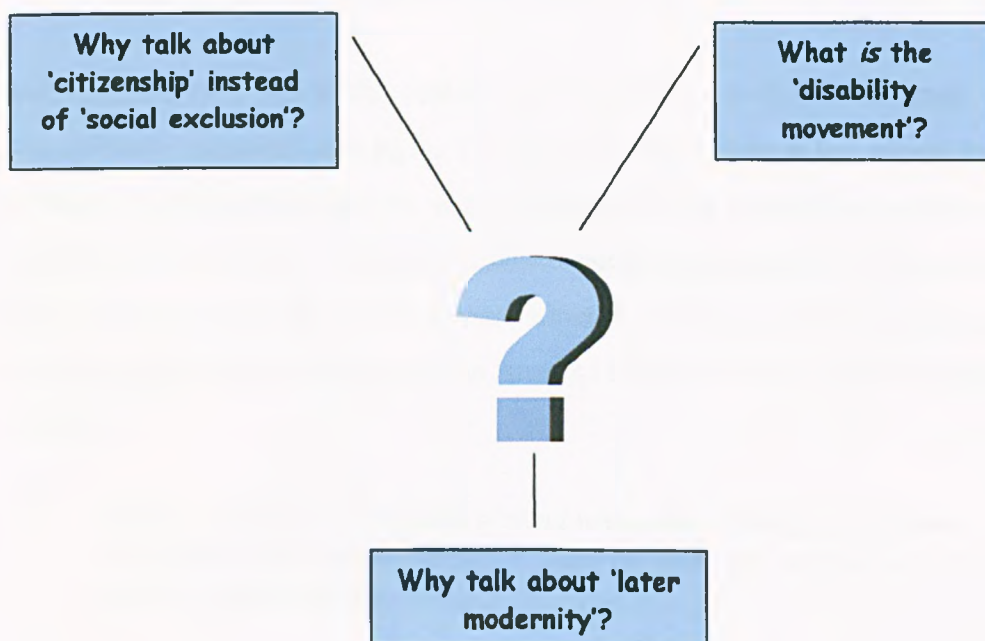 Why talk about
‘citizenship’ instead
of ‘social exclusion’?
What is the
‘disability
movement’?
?
Why talk about ‘later
modernity’?